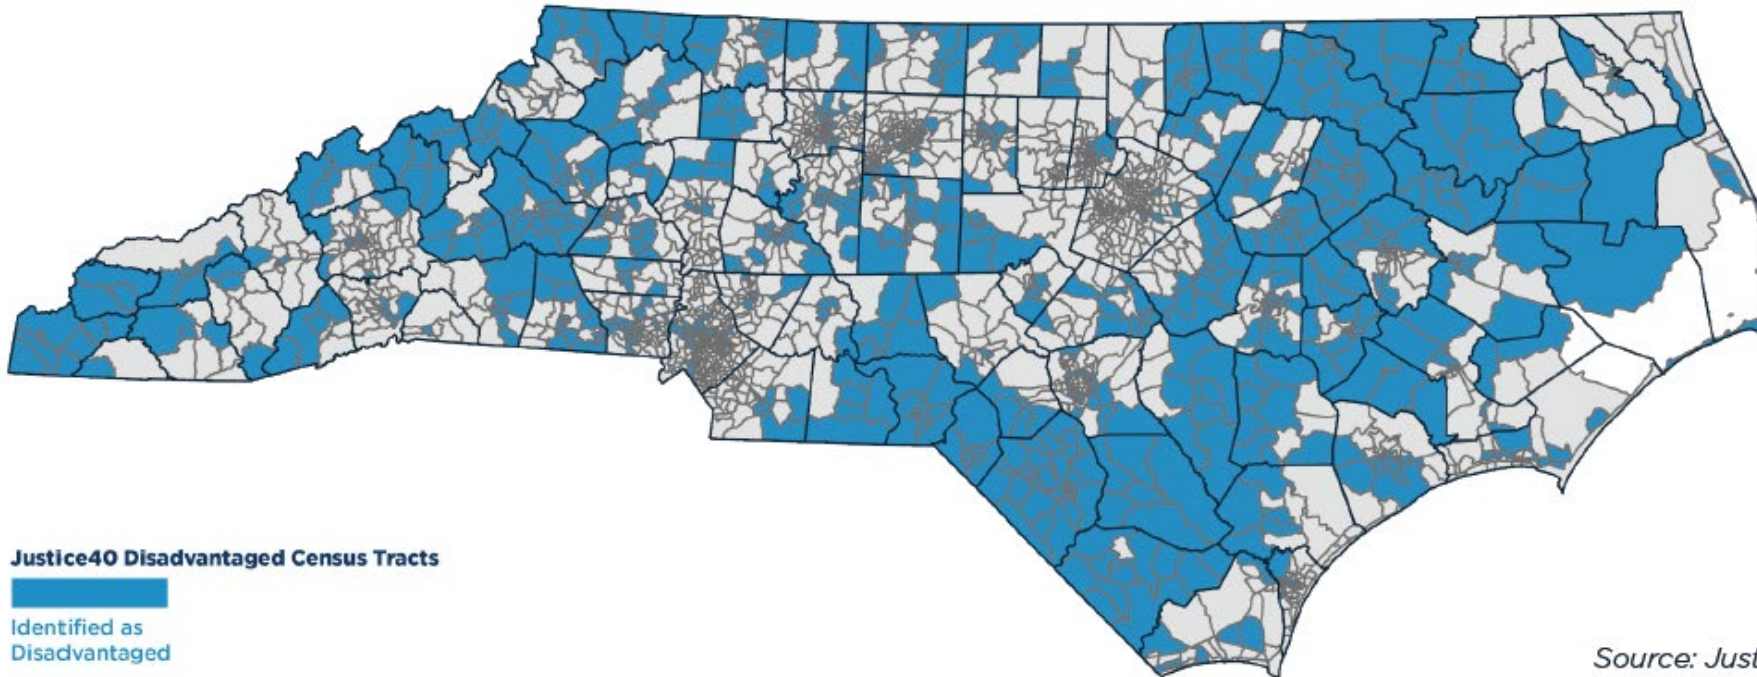 Justice40 Disadvantaged Census Tracts
Identified as
Disadvantaged
Source: Just